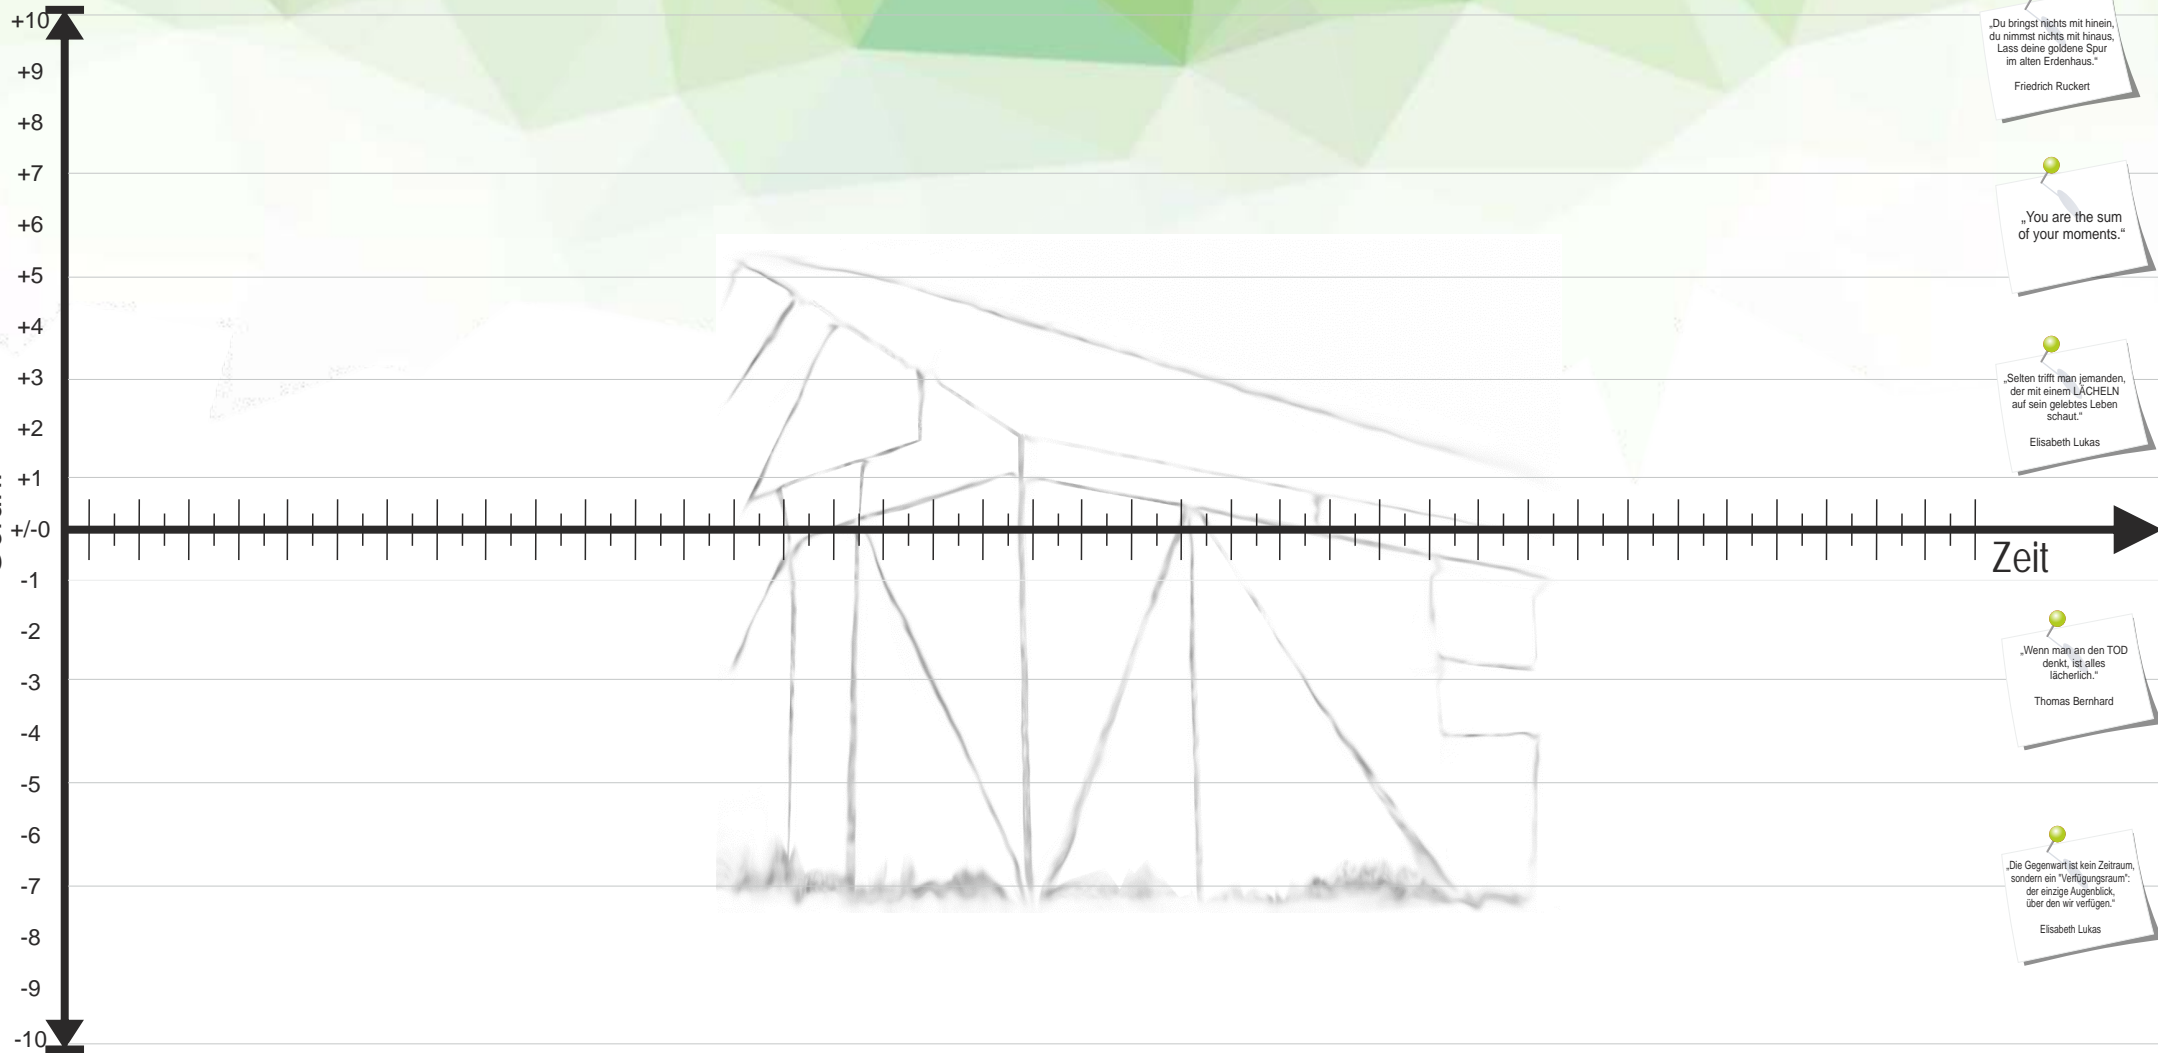 +10
+9
+8
+7
+6
+5
+4
+3
+2
+1
+/-0
-1
-2
-3
-4
-5
-6
-7
-8
-9
-10
Zeit
„Du bringst nichts mit hinein,
du nimmst nichts mit hinaus,
Lass deine goldene Spur
im alten Erdenhaus.“
Friedrich Ruckert
„You are the sum
of your moments.“
„Selten trifft man jemanden,
der mit einem LÄCHELN
auf sein gelebtes Leben
schaut.“
Elisabeth Lukas
„Wenn man an den TOD
denkt, ist alles
lächerlich.“
Thomas Bernhard
„Die Gegenwart ist kein Zeitraum,
sondern ein "Verfügungsraum":
der einzige Augenblick,
über den wir verfügen.“
Elisabeth Lukas